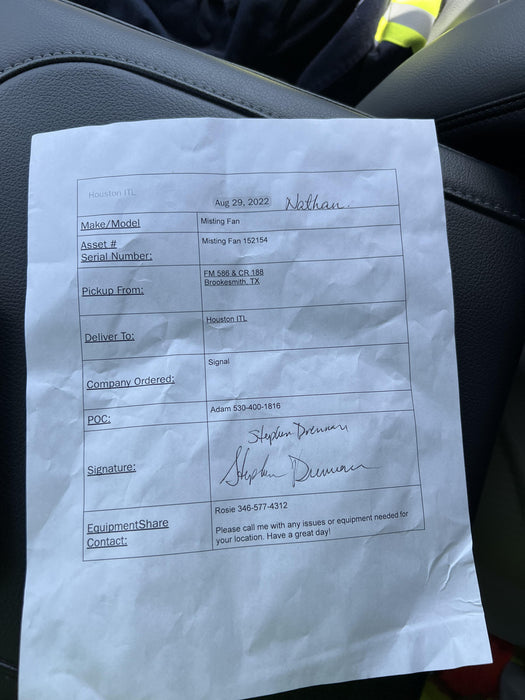 Houston ITL
Aug 29, 2022 Nathan.
Make/Model
Misting Fan
Asset #
Serial Number:
Misting Fan 152154
Pickup From:
FM 586 & CR 188
Brookesmith, TX
Deliver To:
Houston ITL
Company Ordered:
Signal
POC:
Adam 530-400-1816
Signature:
Stephen Drennan
Stephen Drennan
EquipmentShare
Contact:
Rosie 346-577-4312
Please call me with any issues or equipment needed for
your location. Have a great day!